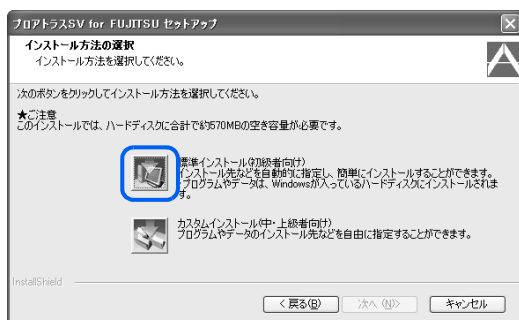 プロアトラスSV for FUJITSU セットアップ
インストール方法の選択
インストール方法を選択してください。
次のボタンをクリックしてインストール方法を選択してください。
★ご注意
このインストールでは、ハードディスクに合計で約570MBの空き容量が必要です。
標準インストール(初級者向け)
インストール先などを自動的に指定し、簡単にインストールすることができます。
・プログラムやデータは、Windowsが入っているハードディスクにインストールされま
す。
カスタムインストール(中・上級者向け)
プログラムやデータのインストール先などを自由に指定することができます。
InstallShield
< 戻る(B) 次へ (N)> キャンセル